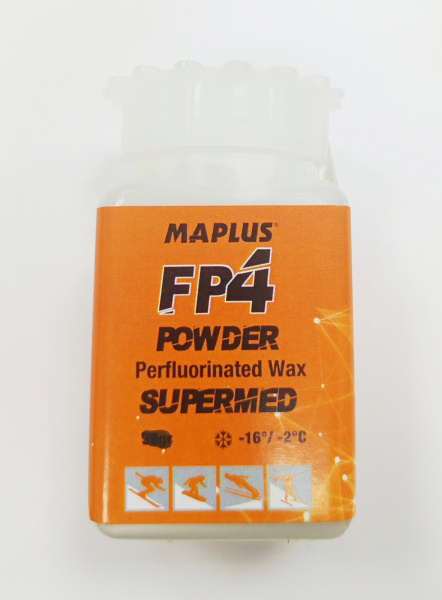 MAPLUS®
FP4
POWDER
Perfluorinated Wax
SUPERMED
-16°/ -2°C